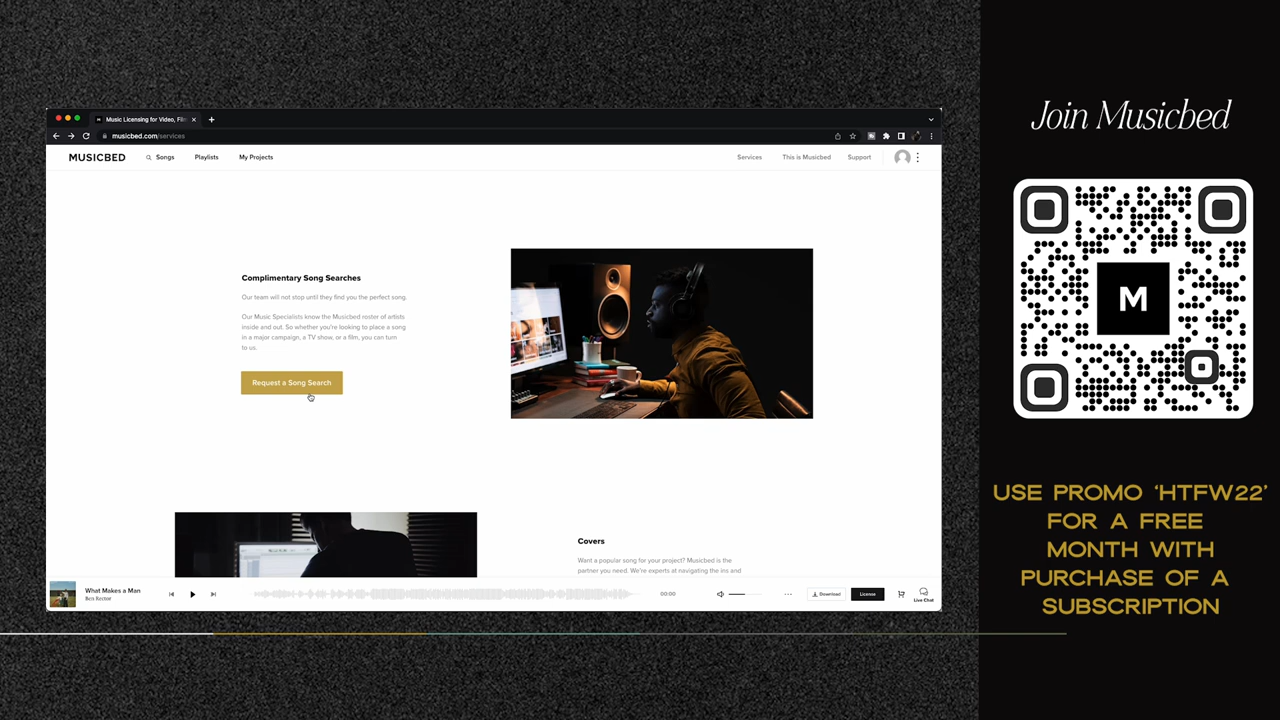 Music Licensing for Video, Film
musicbed.com/services
MUSICBED
Songs
Playlists
My Projects
Services
This is Musicbed
Support
Complimentary Song Searches
Our team will not stop until they find you the perfect song.
Our Music Specialists know the Musicbed roster of artists
inside and out. So whether you're looking to place a song
in a major campaign, a TV show, or a film, you can turn
to us.
Request a Song Search
Covers
Want a popular song for your project? Musicbed is the
partner you need. We're experts at navigating the ins and
What Makes a Man
Ben Rector
00:00
Download
License
Live Chat
Join Musicbed
M
USE PROMO ‘HTFW22’
FOR A FREE
MONTH WITH
PURCHASE OF A
SUBSCRIPTION